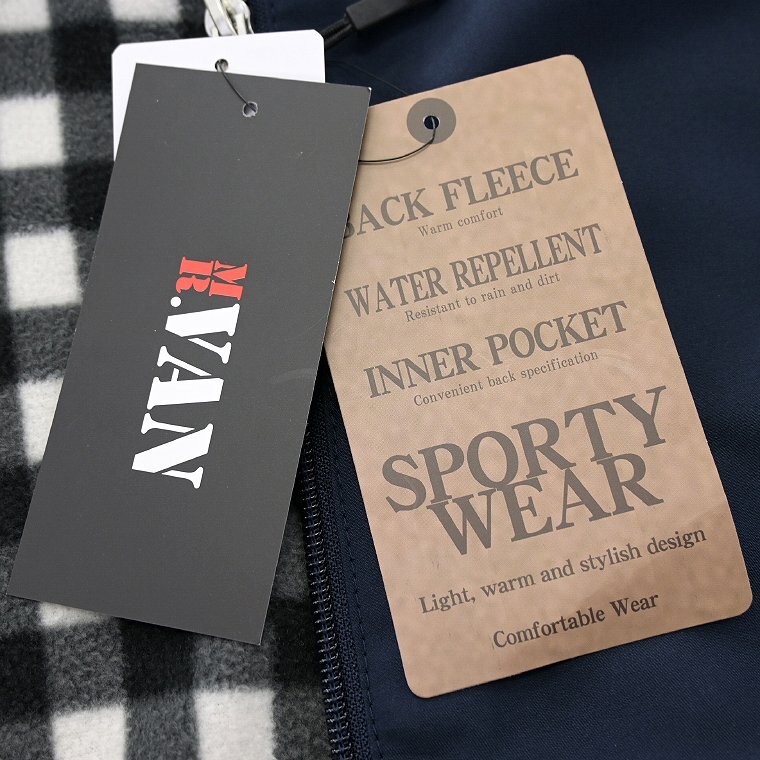 MR.VAN
BACK FLEECE
Warm comfort
WATER REPELLENT
Resistant to rain and dirt
INNER POCKET
Convenient back specification
SPORTY
WEAR
Light, warm and stylish design
Comfortable Wear